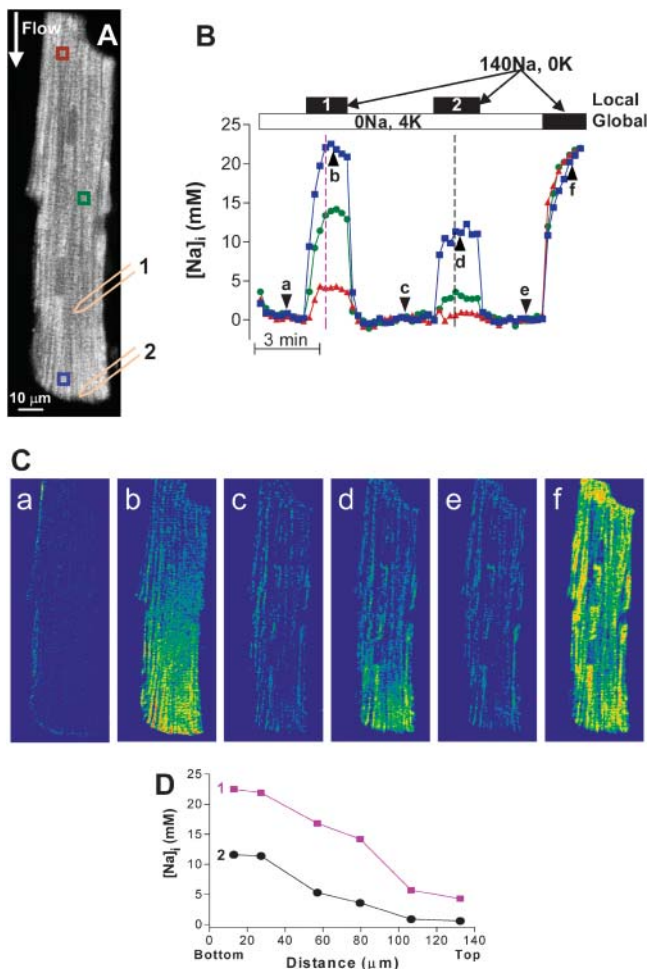 A
Flow
1
2
10 μm
B
140Na, 0K
1
2
Local
0Na, 4K
Global
[Na]i (mM)
25
20
15
10
5
0
a
b
c
d
e
f
3 min
C
a
b
c
d
e
f
D
[Na]i (mM)
25
20
15
10
5
0
1
2
0 20 40 60 80 100 120 140
Bottom Distance (μm) Top